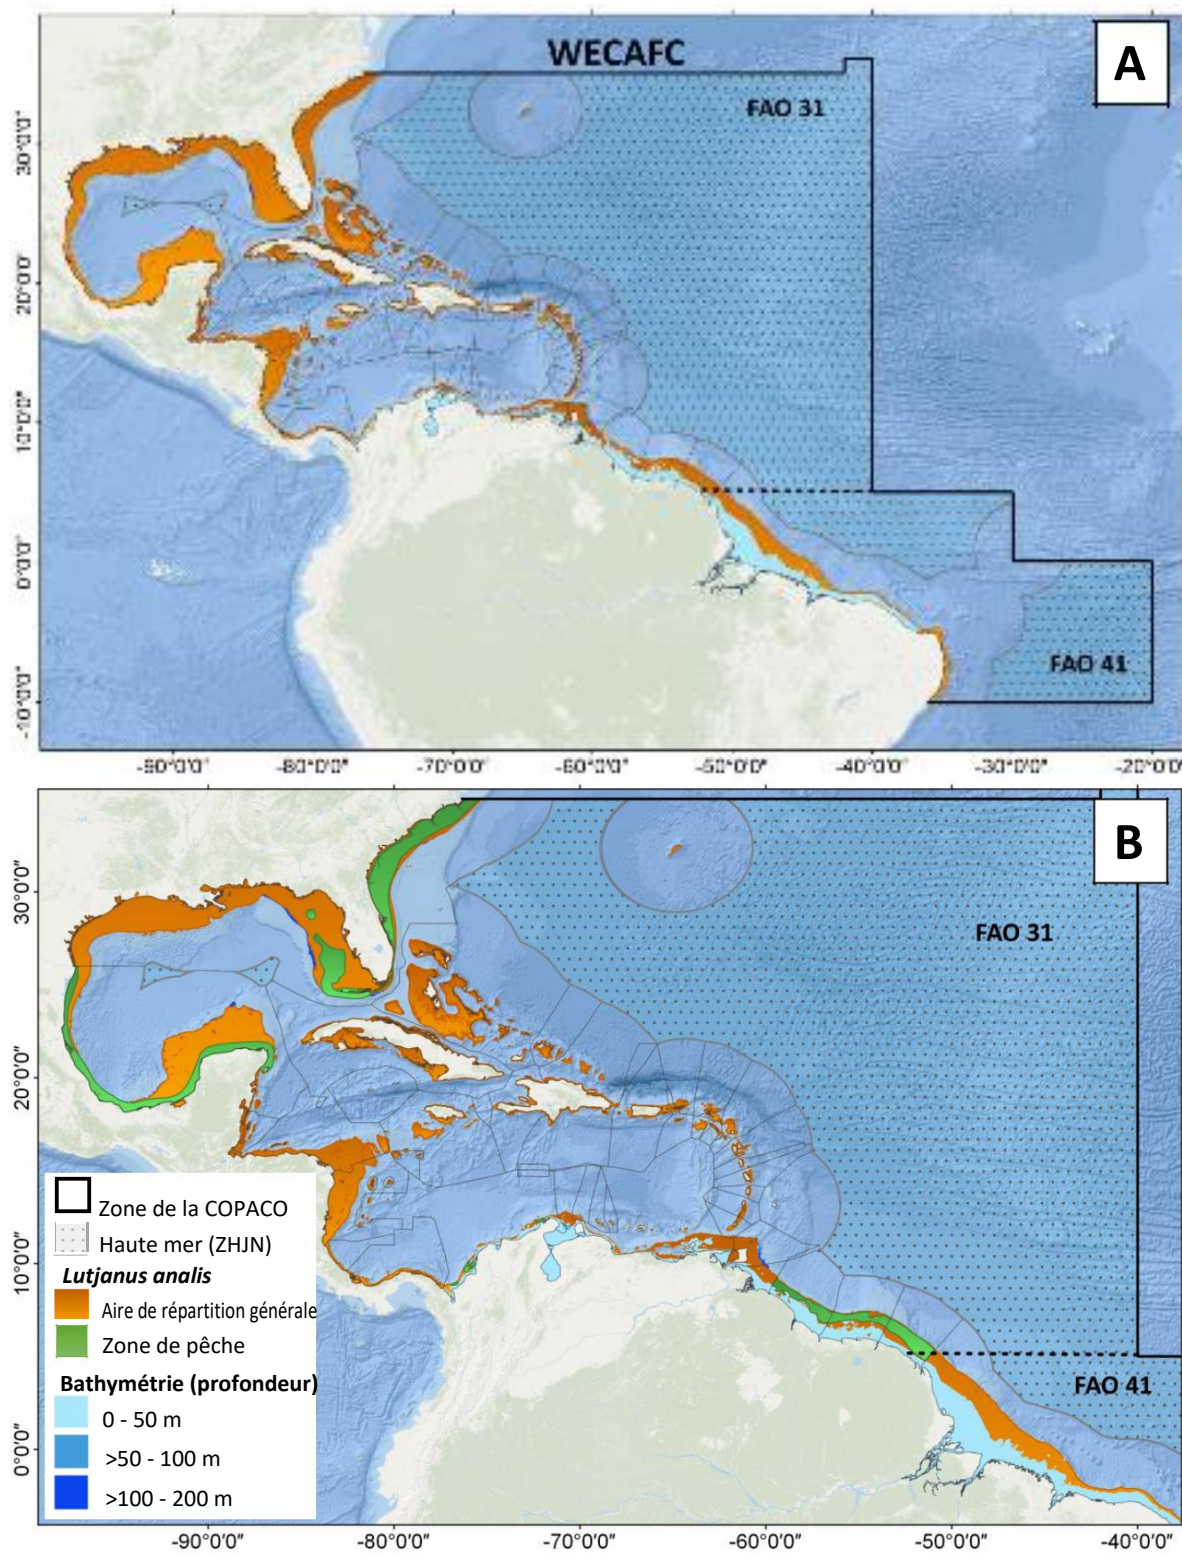 WECAFC
A
FAO 31
FAO 41
30°0'0"
20°0'0"
10°0'0"
0°0'0"
-10°0'0"
-90°0'0"
-80°0'0"
-70°0'0"
-60°0'0"
-50°0'0"
-40°0'0"
-30°0'0"
-20°0'0"
B
FAO 31
FAO 41
30°0'0"
20°0'0"
10°0'0"
0°0'0"
Zone de la COPACO
Haute mer (ZHJN)
Lutjanus analis
Aire de répartition générale
Zone de pêche
Bathymétrie (profondeur)
0 - 50 m
>50 - 100 m
>100 - 200 m
-90°0'0"
-80°0'0"
-70°0'0"
-60°0'0"
-50°0'0"
-40°0'0"